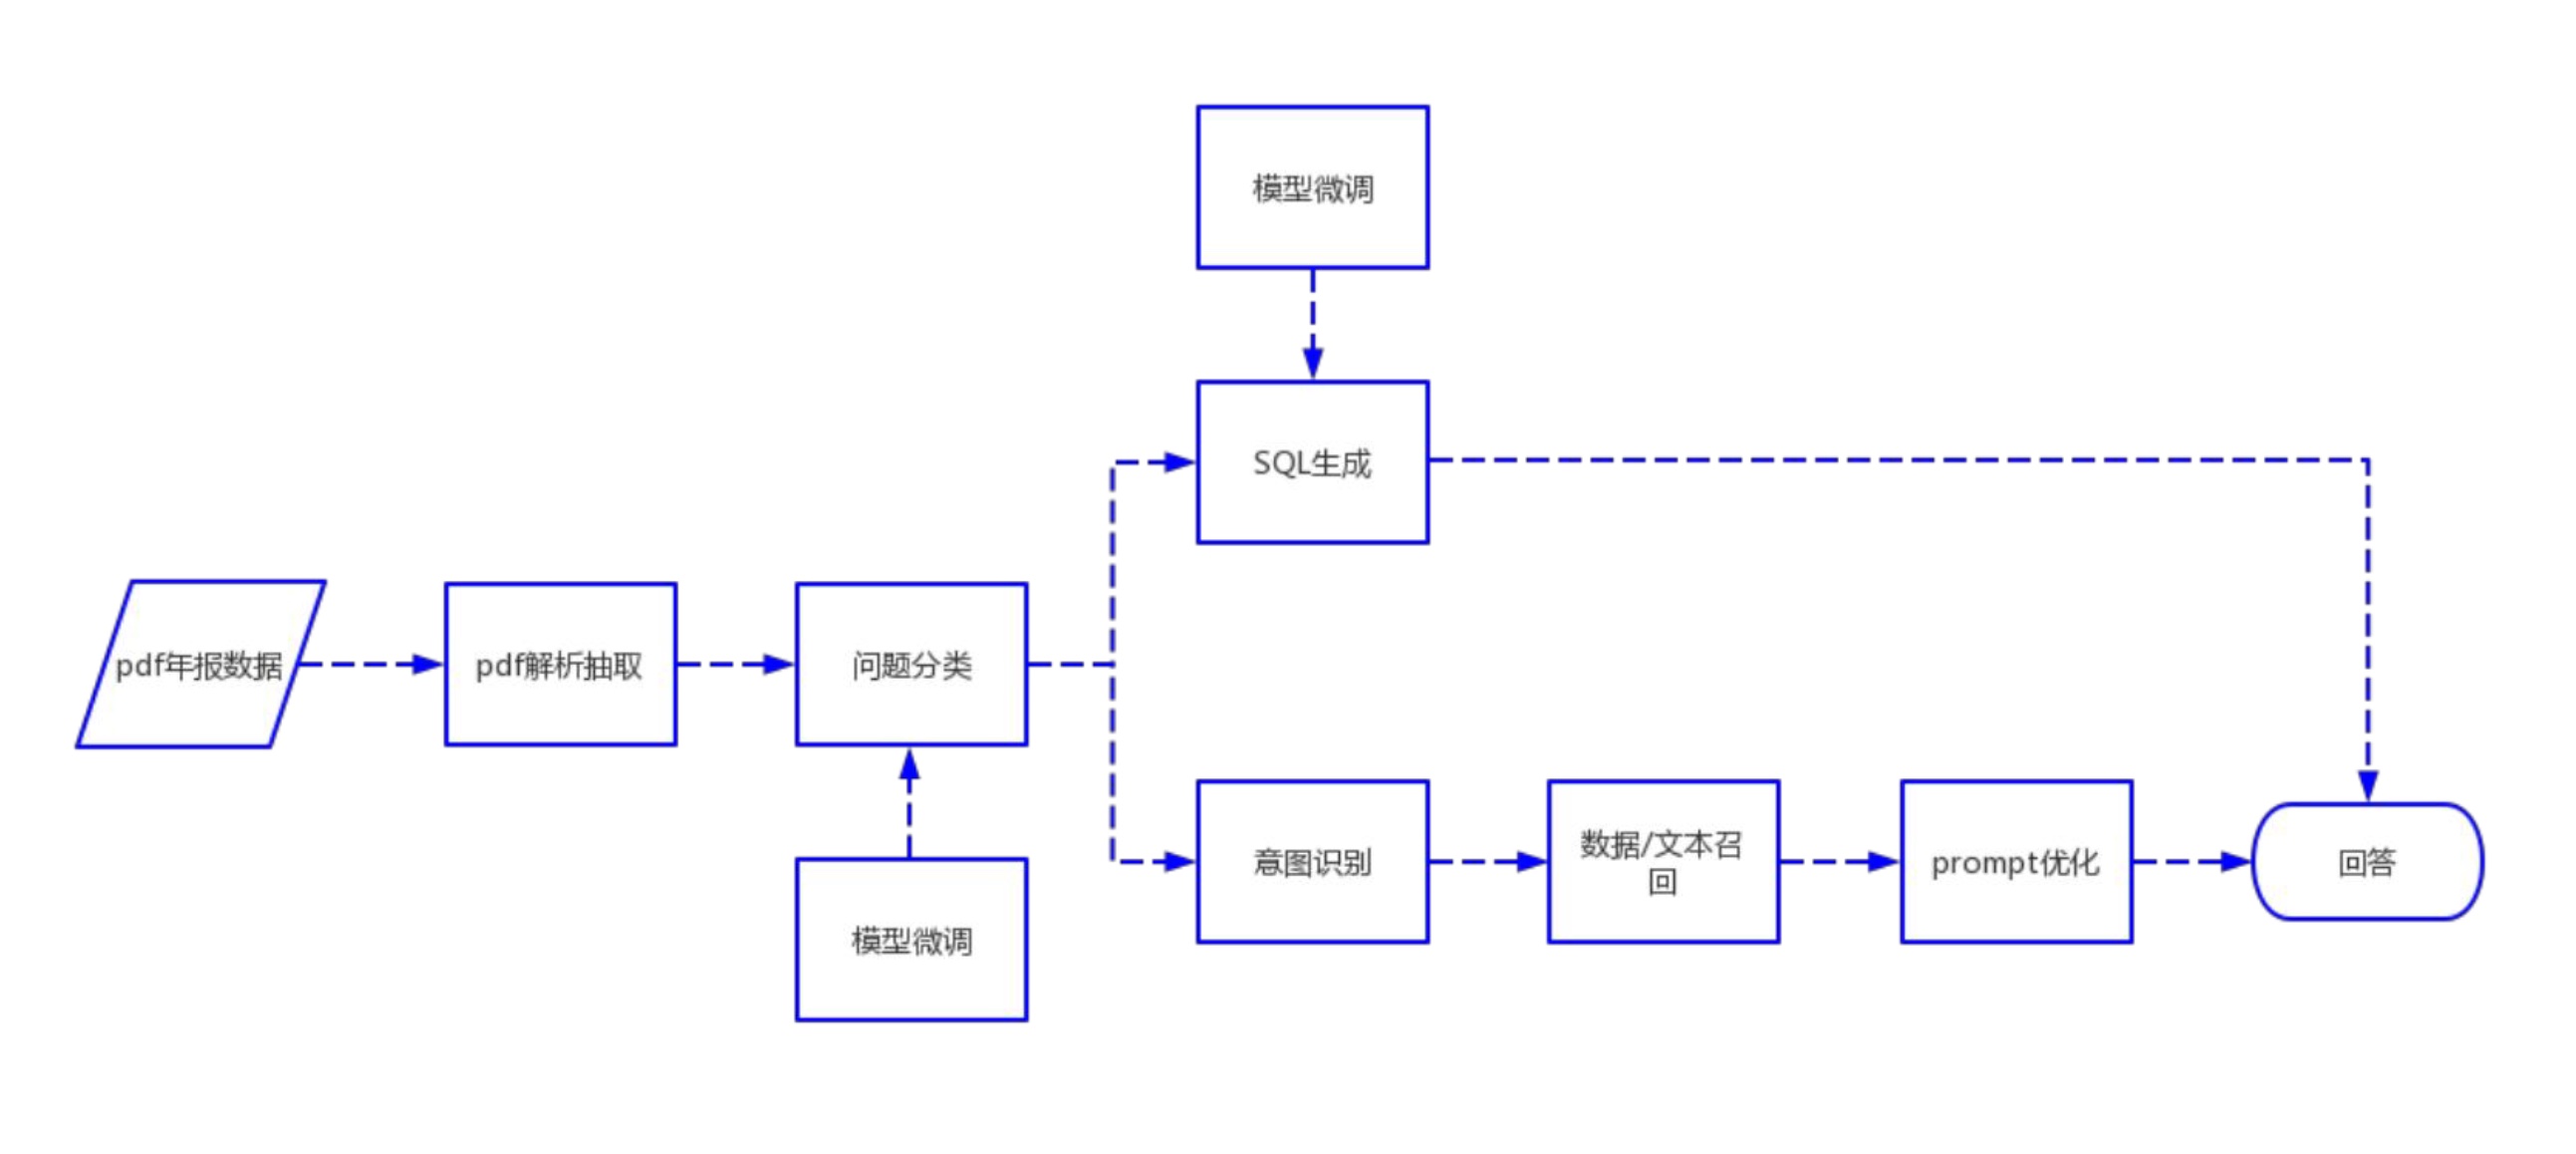 模型微调
SQL生成
pdf年报数据
pdf解析抽取
问题分类
模型微调
意图识别
数据/文本召
回
prompt优化
回答